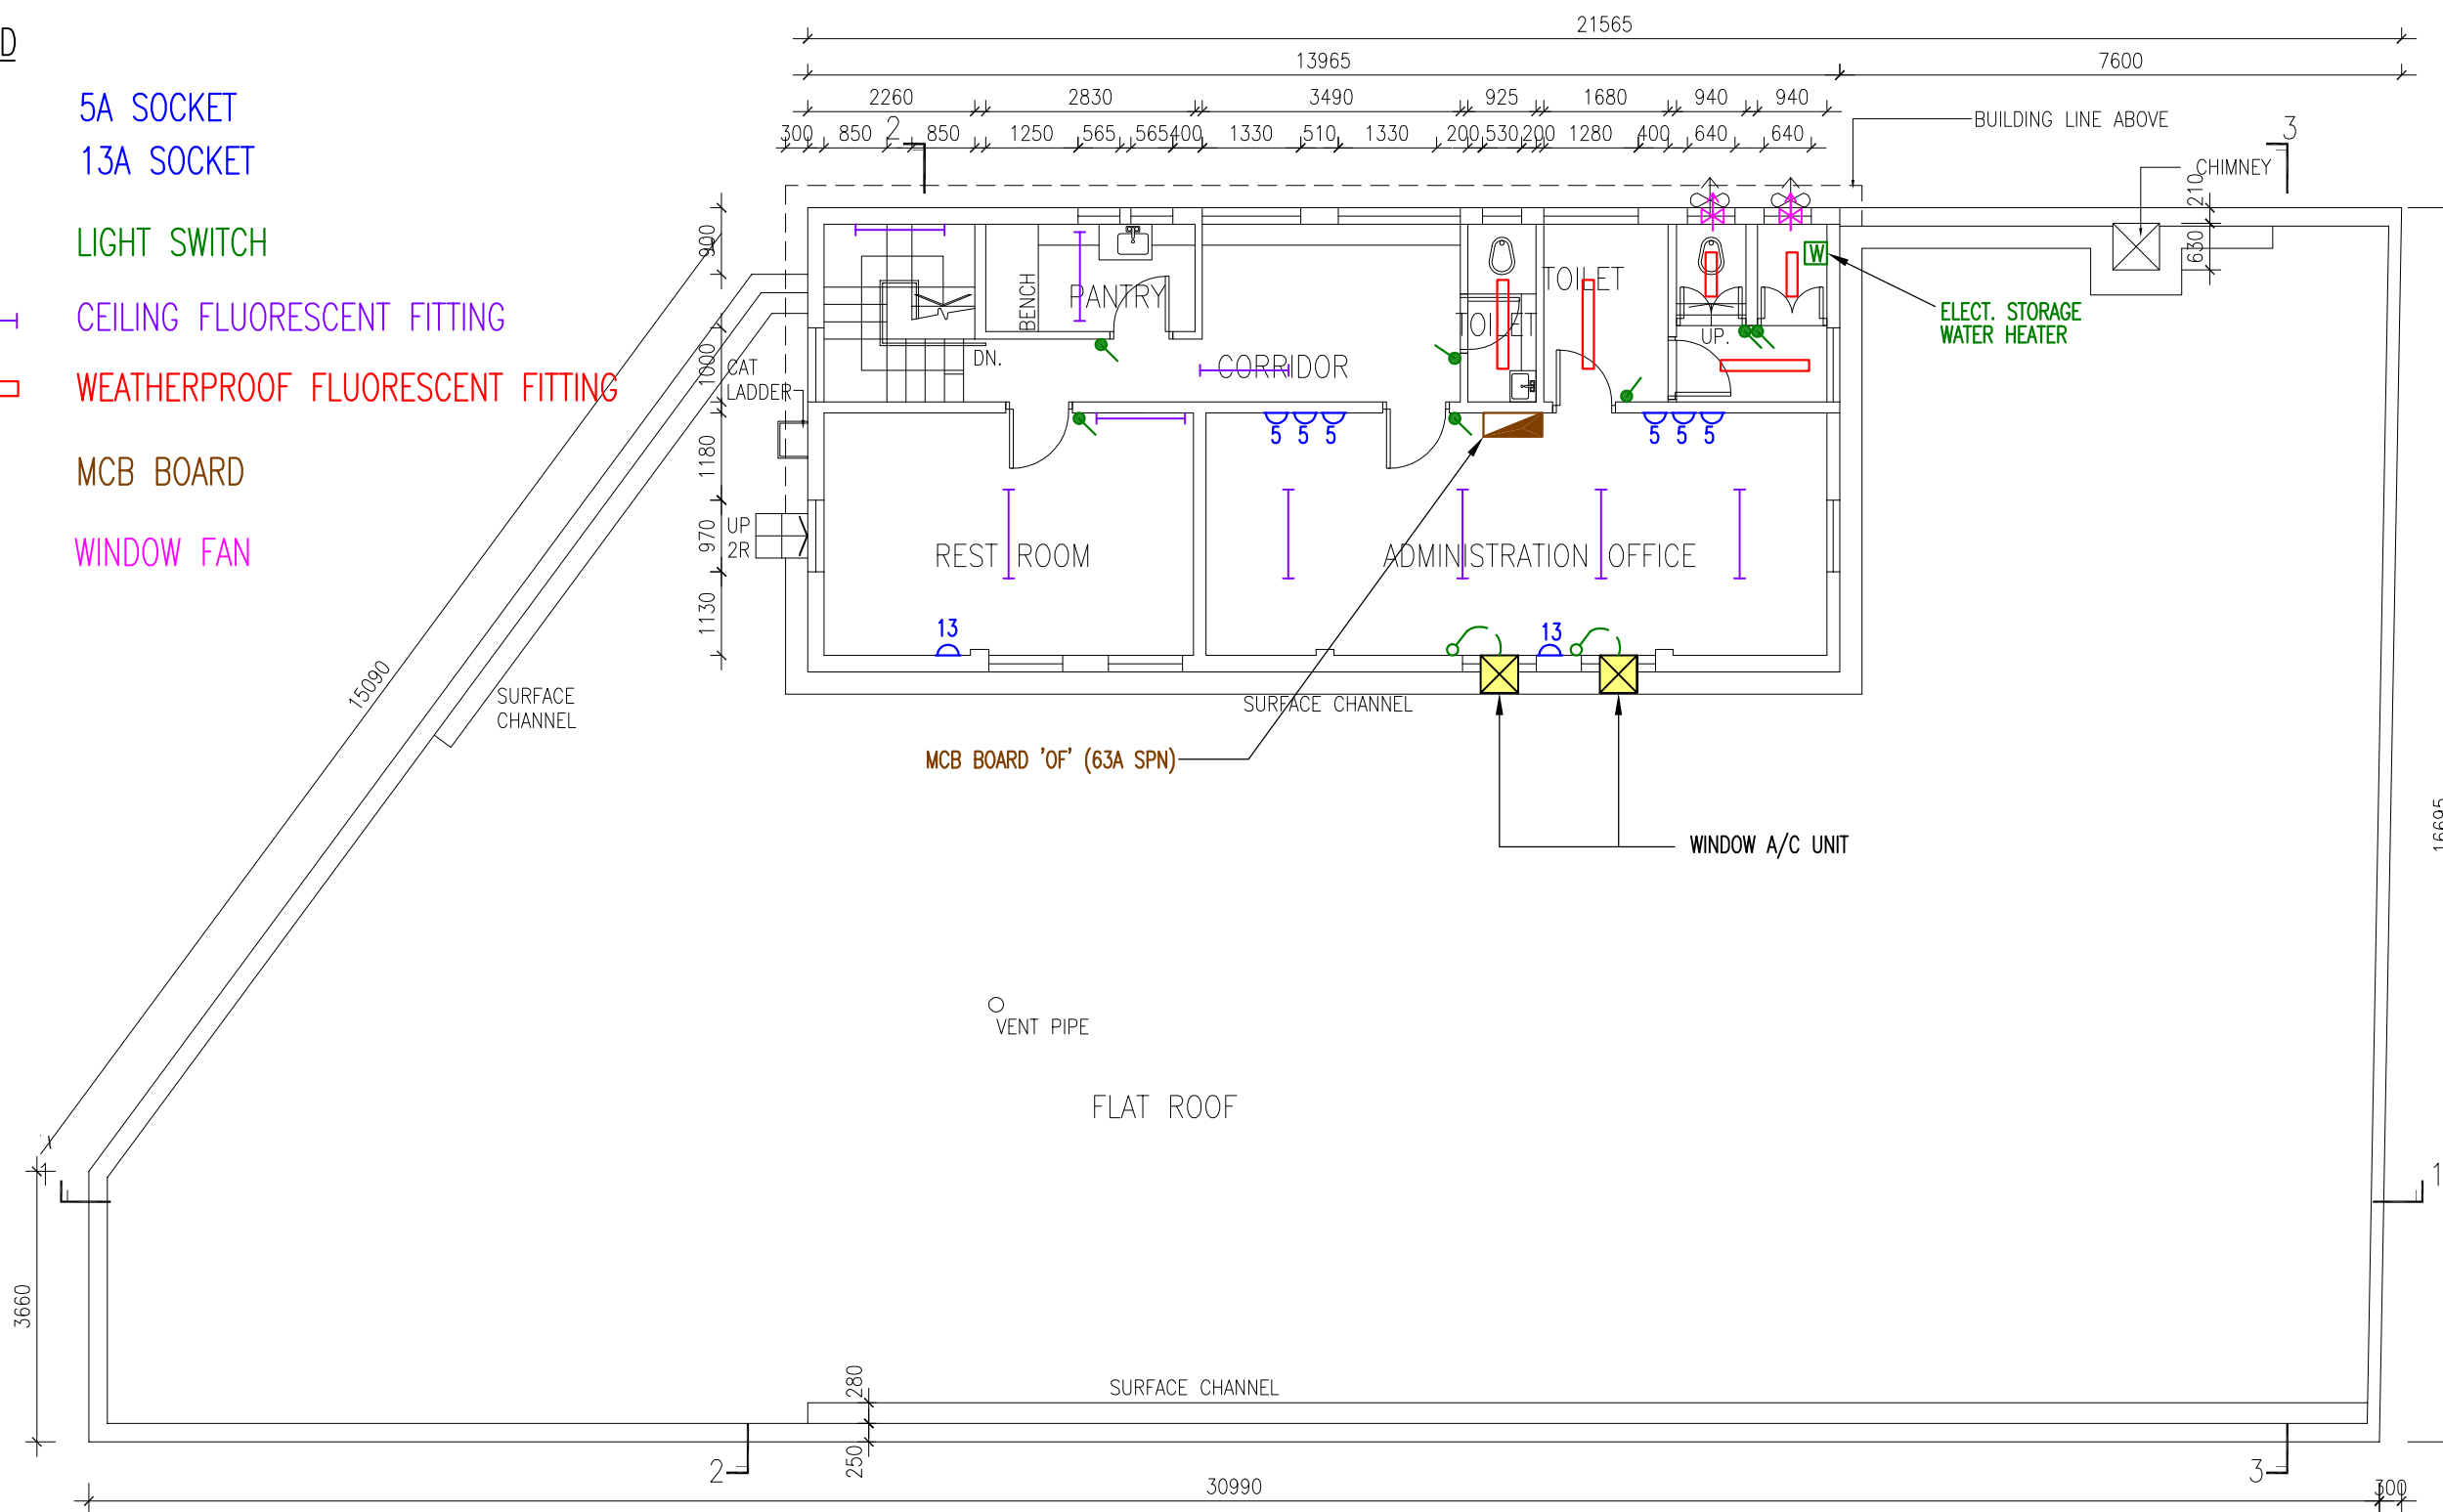 D
5A SOCKET
13A SOCKET
LIGHT SWITCH
CEILING FLUORESCENT FITTING
WEATHERPROOF FLUORESCENT FITTING
MCB BOARD
WINDOW FAN
21565
13965
7600
2260
2830
3490
925
1680
940
940
300
850
2
850
1250
565
565
400
1330
510
1330
200
530
200
1280
400
640
640
BUILDING LINE ABOVE
3
CHIMNEY
210
630
900
1000
1180
970
1130
BENCH
PANTRY
TOILET
TOILET
W
ELECT. STORAGE
WATER HEATER
UP.
DN.
CORRIDOR
CAT
LADDER
5
5
5
5
5
5
UP
2R
REST ROOM
ADMINISTRATION OFFICE
13
13
15090
SURFACE
CHANNEL
SURFACE CHANNEL
MCB BOARD 'OF' (63A SPN)
WINDOW A/C UNIT
16695
VENT PIPE
FLAT ROOF
1
1
3660
280
SURFACE CHANNEL
250
2
3
30990
300